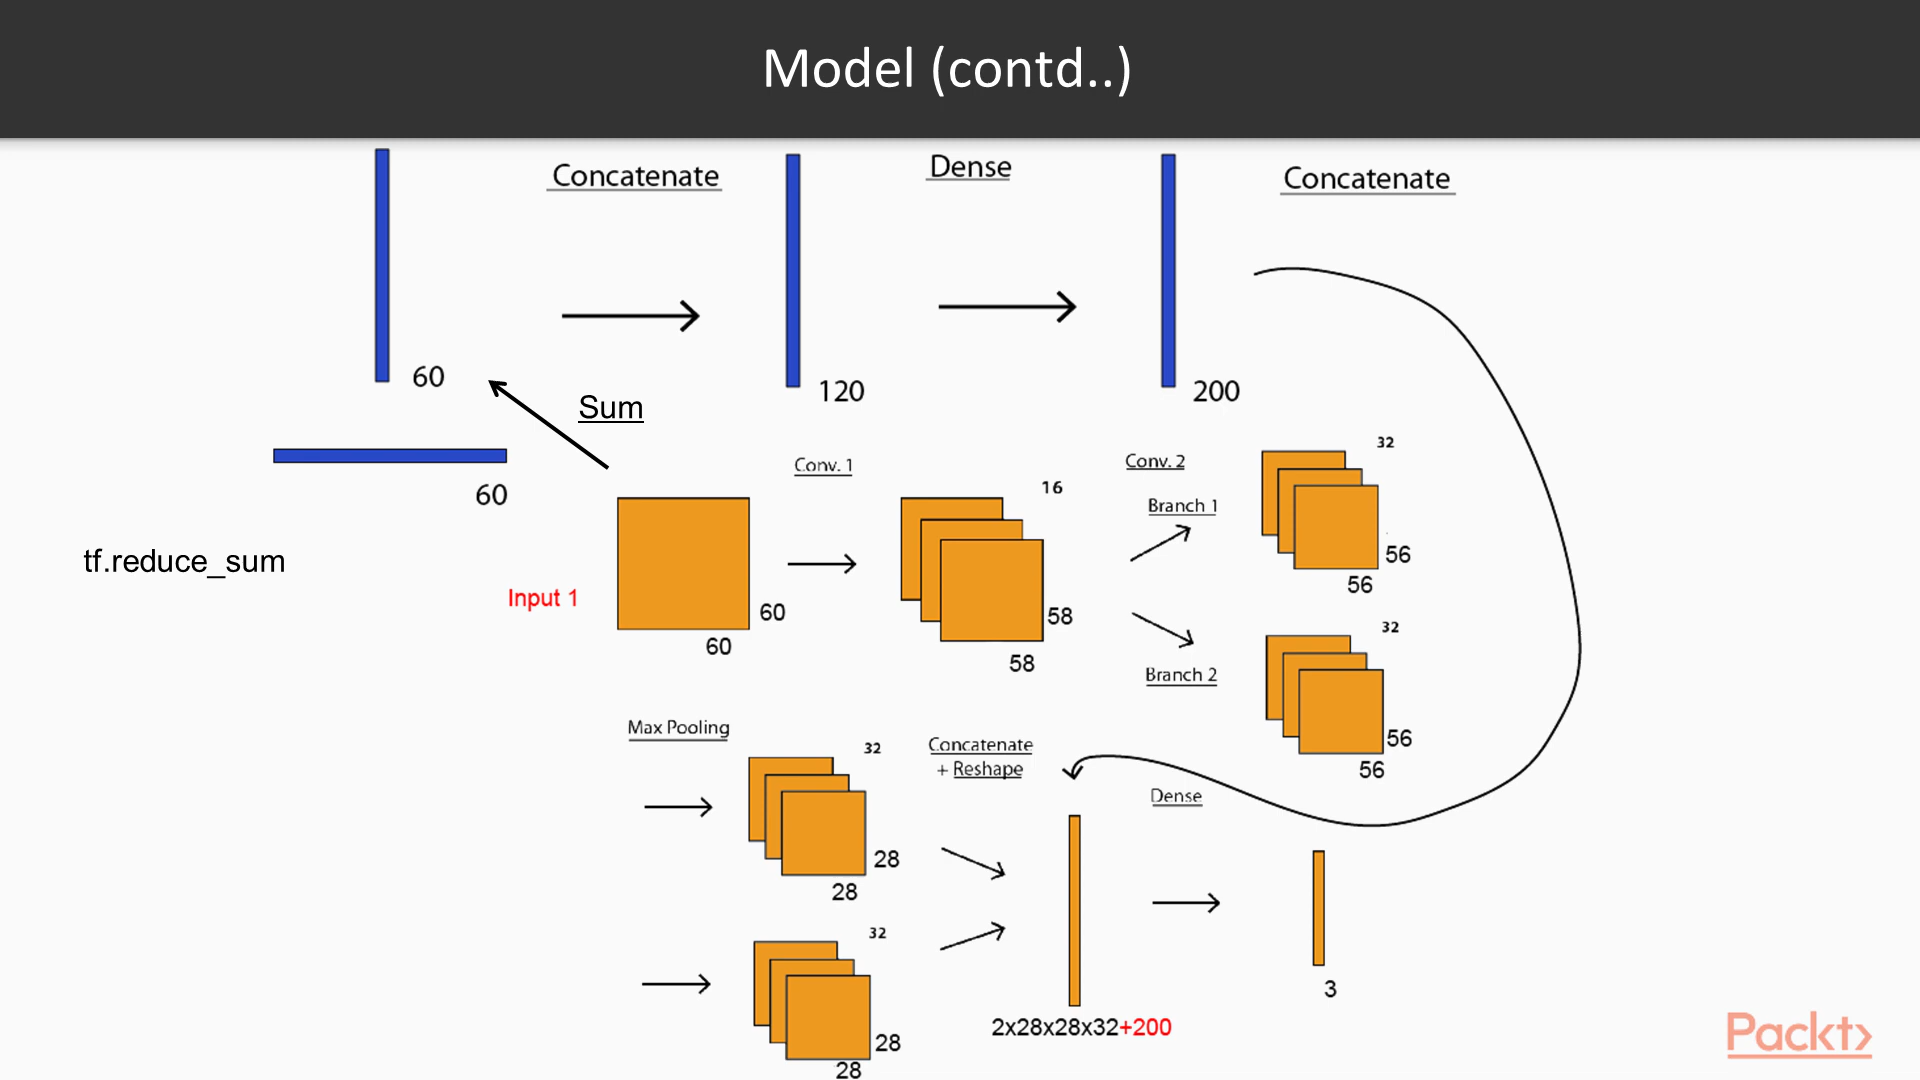 Model (contd..)
Concatenate
Dense
Concatenate
60
120
200
Sum
60
tf.reduce_sum
Input 1
60
60
Conv. 1
16
58
58
Conv. 2
Branch 1
32
56
56
Branch 2
32
56
56
Max Pooling
32
28
28
32
28
28
Concatenate
+ Reshape
2x28x28x32+200
Dense
3
Packt>